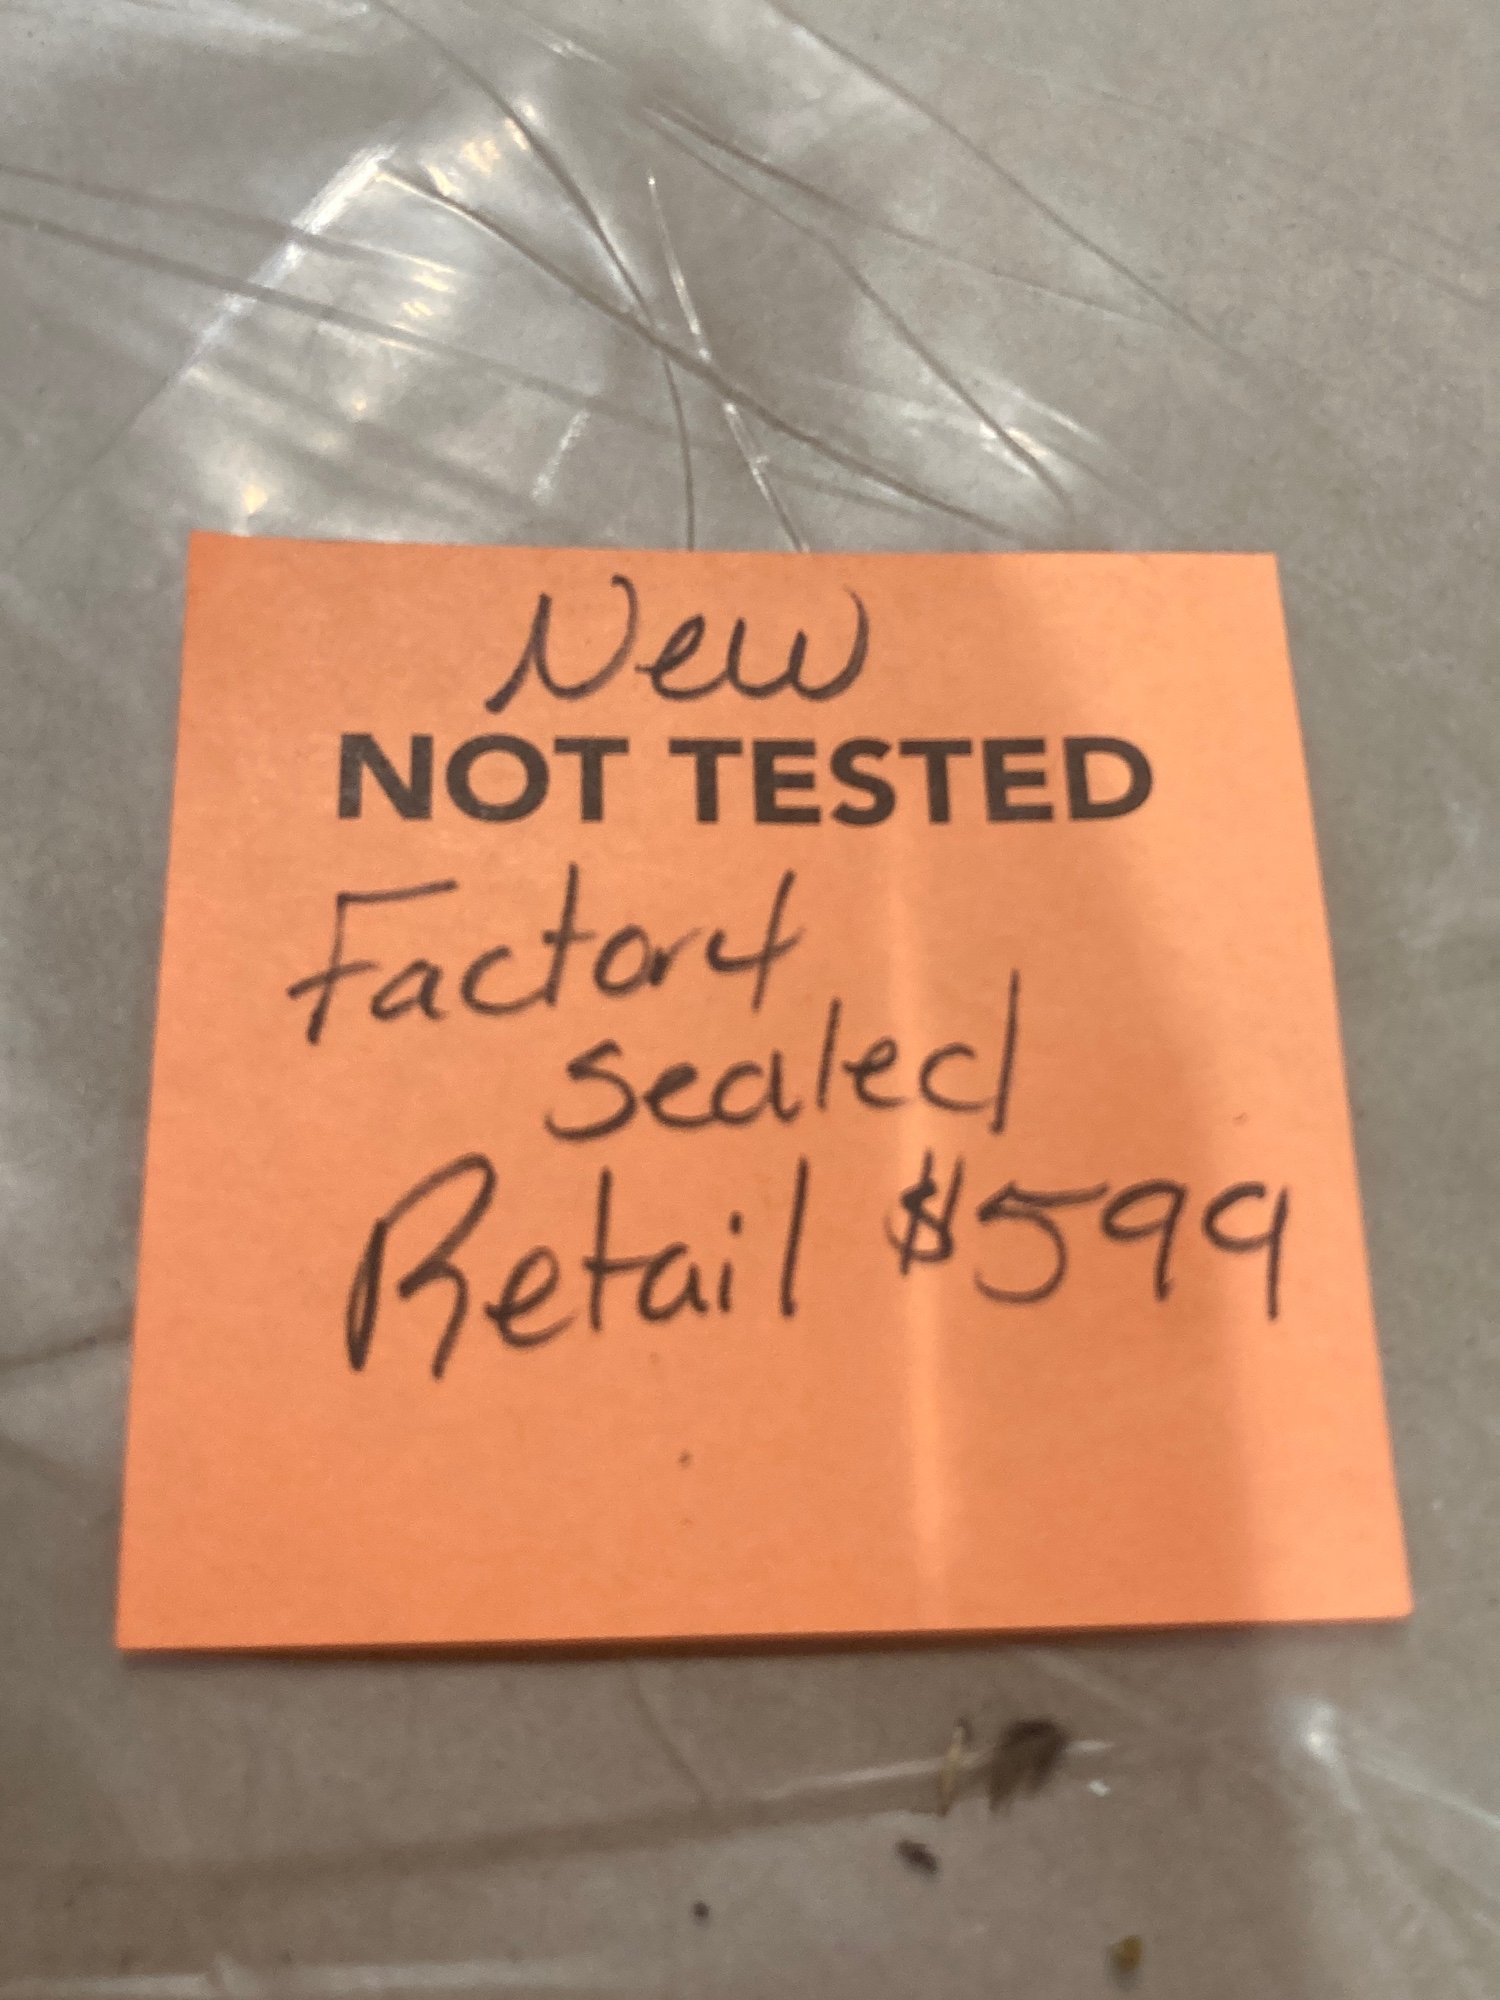 New
NOT TESTED
Factory
sealed
Retail $599